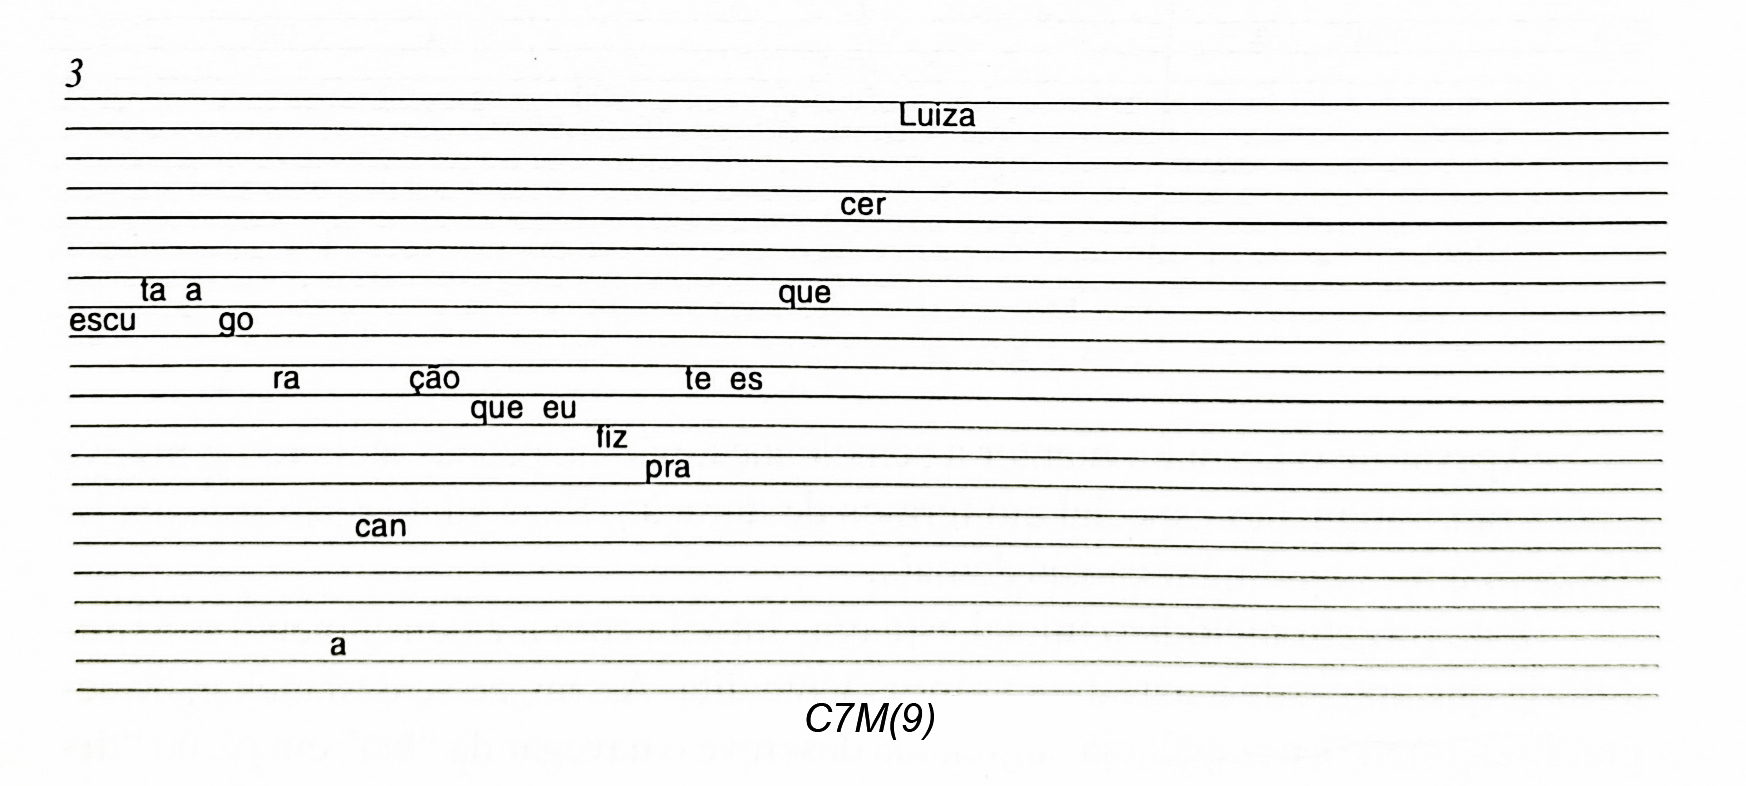 3
Luiza
cer
ta a que
escu go
ra ção te es
que eu
fiz
pra
can
a
C7M(9)